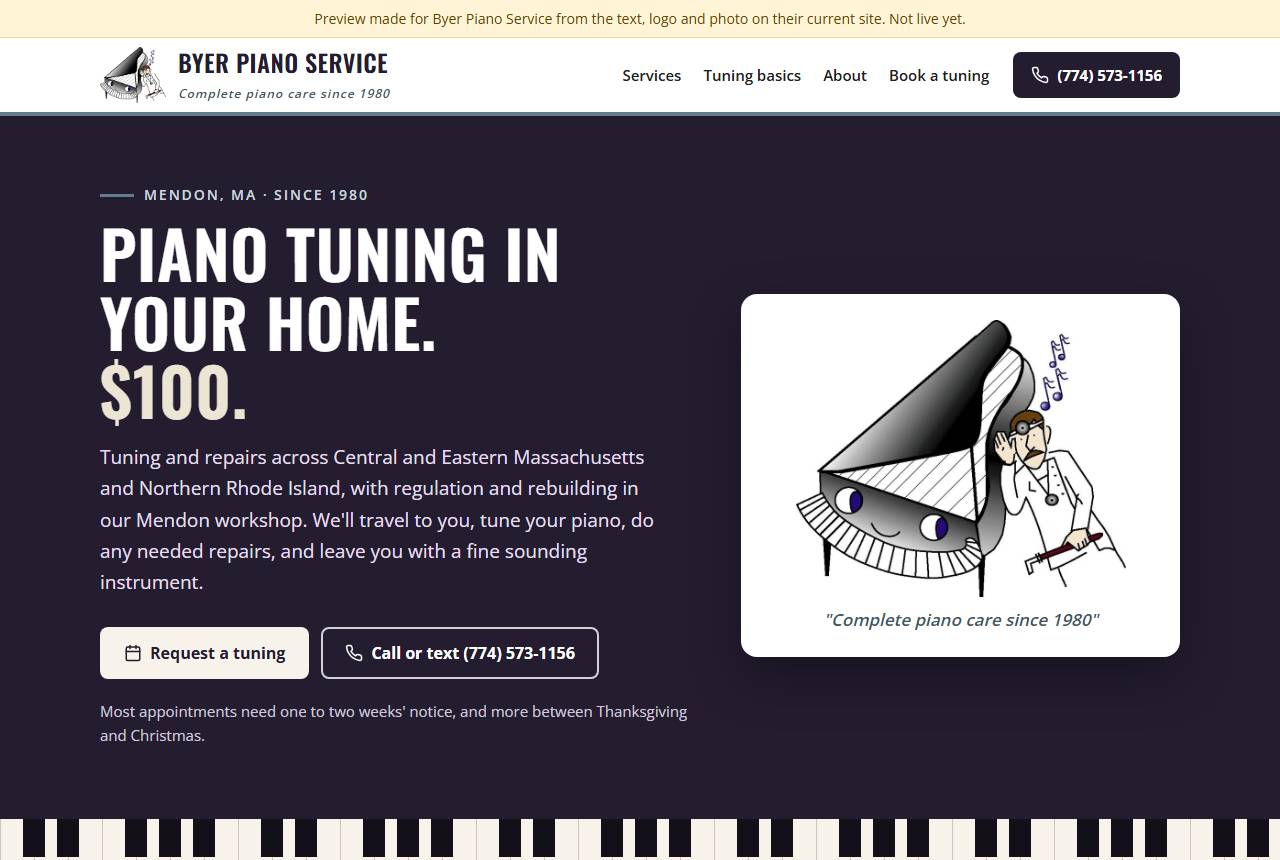 Preview made for Byer Piano Service from the text, logo and photo on their current site. Not live yet.
BYER PIANO SERVICE
Complete piano care since 1980
Services
Tuning basics
About
Book a tuning
(774) 573-1156
MENDON, MA · SINCE 1980
PIANO TUNING IN
YOUR HOME.
$100.
Tuning and repairs across Central and Eastern Massachusetts
and Northern Rhode Island, with regulation and rebuilding in
our Mendon workshop. We'll travel to you, tune your piano, do
any needed repairs, and leave you with a fine sounding
instrument.
Request a tuning
Call or text (774) 573-1156
Most appointments need one to two weeks' notice, and more between Thanksgiving
and Christmas.
"Complete piano care since 1980"